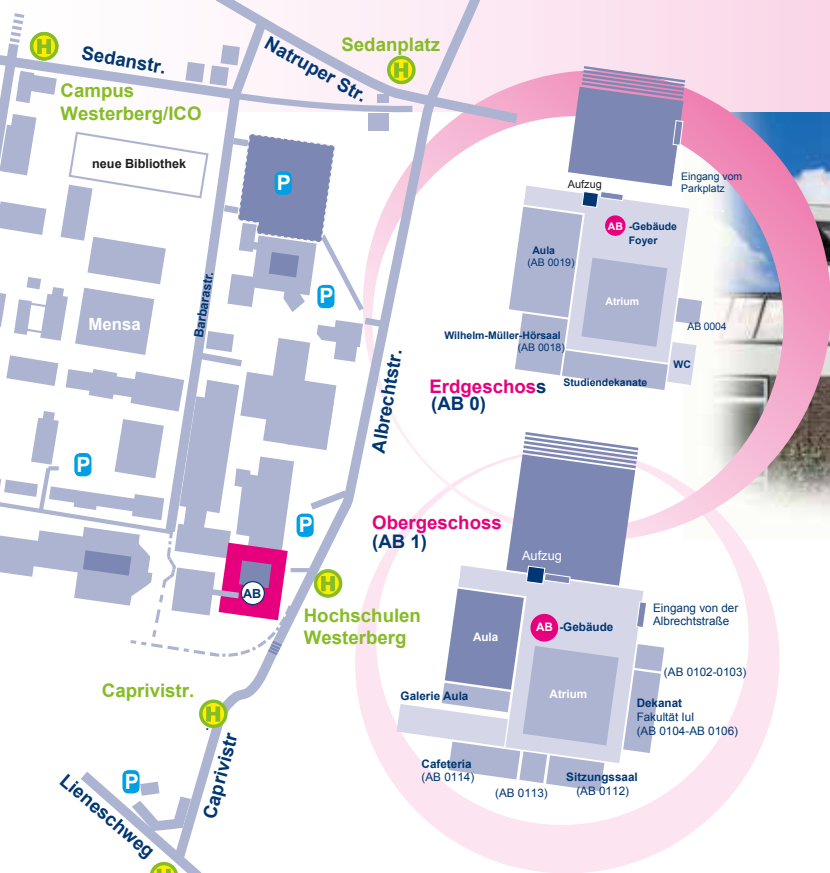 H
Sedanstr.
Campus
Westerberg/ICO
neue Bibliothek
Natruper Str.
Sedanplatz
H
P
P
Mensa
Barbarastr.
Albrechtstr.
P
P
AB
H
Hochschulen
Westerberg
Caprivistr.
H
Caprivistr
P
Lieneschweg
H
Eingang vom
Parkplatz
Aufzug
AB -Gebäude
Foyer
Aula
(AB 0019)
Atrium
AB 0004
Wilhelm-Müller-Hörsaal
(AB 0018)
WC
Studiendekanate
Erdgeschoss
(AB 0)
Obergeschoss
(AB 1)
Aufzug
Eingang von der
Albrechtstraße
AB -Gebäude
Aula
(AB 0102-0103)
Atrium
Galerie Aula
Dekanat
Fakultät IuI
(AB 0104-AB 0106)
Cafeteria
(AB 0114)
(AB 0113)
Sitzungssaal
(AB 0112)